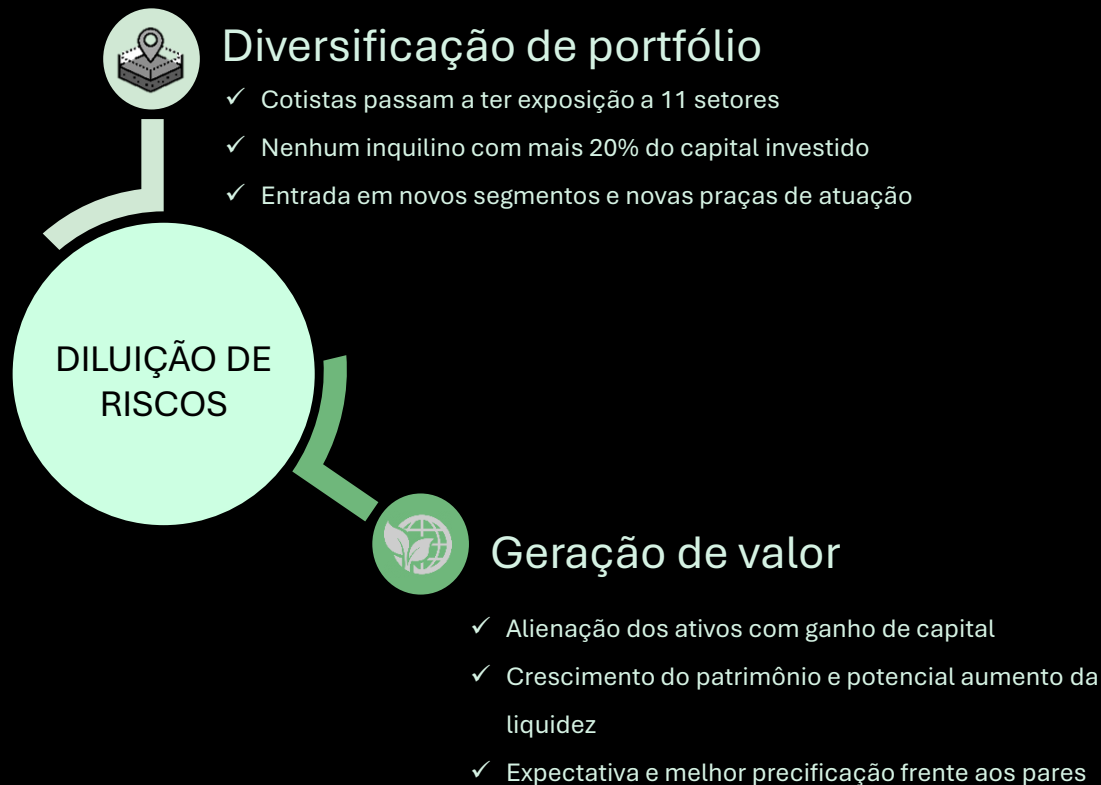 Diversificação de portfólio
✓ Cotistas passam a ter exposição a 11 setores
✓ Nenhum inquilino com mais 20% do capital investido
✓ Entrada em novos segmentos e novas praças de atuação
DILUIÇÃO DE
RISCOS
Geração de valor
✓ Alienação dos ativos com ganho de capital
✓ Crescimento do patrimônio e potencial aumento da
liquidez
✓ Expectativa e melhor precificação frente aos pares